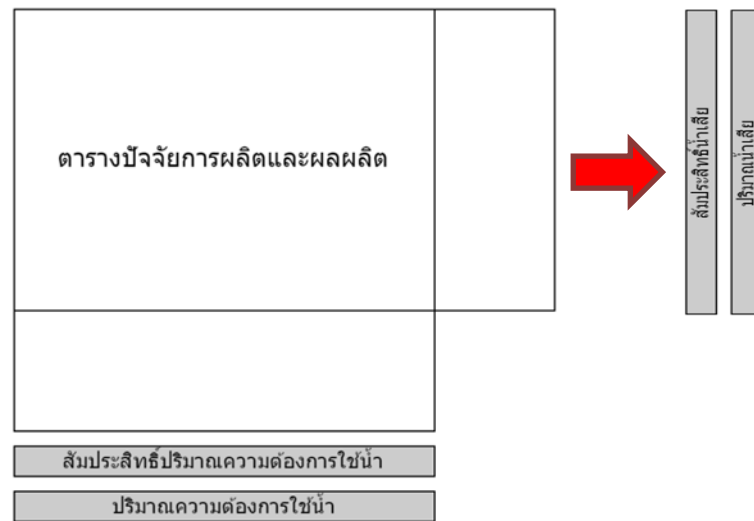 ตารางปัจจัยการผลิตและผลผลิต
สัมประสิทธิ์น้ำเสีย
ปริมาณน้ำเสีย
สัมประสิทธิ์ปริมาณความต้องการใช้น้ำ
ปริมาณความต้องการใช้น้ำ